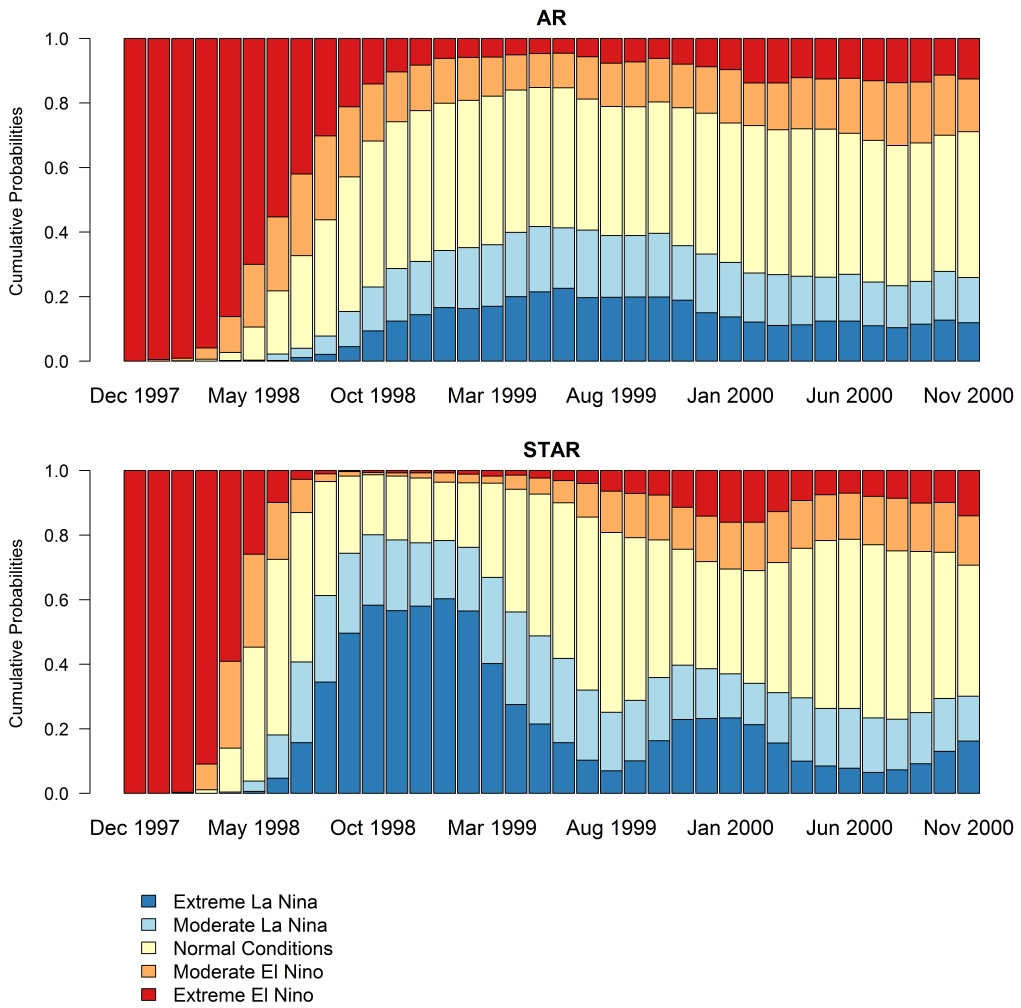 AR
Cumulative Probabilities
1.0
0.8
0.6
0.4
0.2
0.0
Dec 1997 May 1998 Oct 1998 Mar 1999 Aug 1999 Jan 2000 Jun 2000 Nov 2000
STAR
Cumulative Probabilities
1.0
0.8
0.6
0.4
0.2
0.0
Dec 1997 May 1998 Oct 1998 Mar 1999 Aug 1999 Jan 2000 Jun 2000 Nov 2000
Extreme La Nina
Moderate La Nina
Normal Conditions
Moderate El Nino
Extreme El Nino